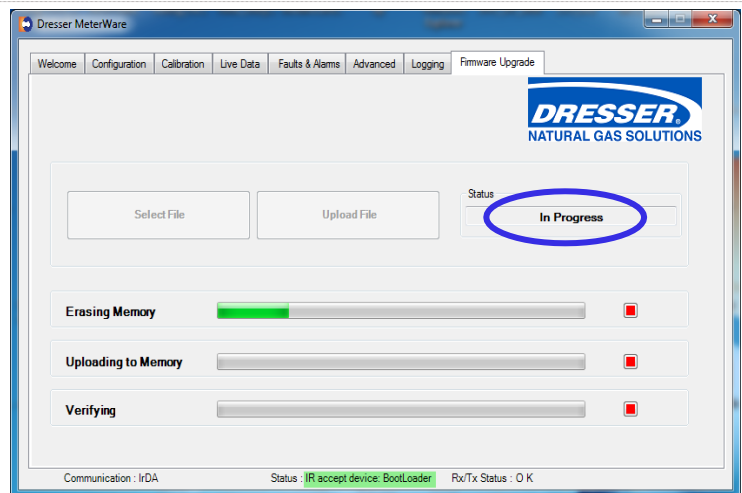 Dresser MeterWare
Welcome Configuration Calibration Live Data Faults & Alarms Advanced Logging Firmware Upgrade
DRESSER.
NATURAL GAS SOLUTIONS
Status
Select File Upload File In Progress
Erasing Memory
Uploading to Memory
Verifying
Communication : IrDA Status : IR accept device: BootLoader Rx/Tx Status : O K